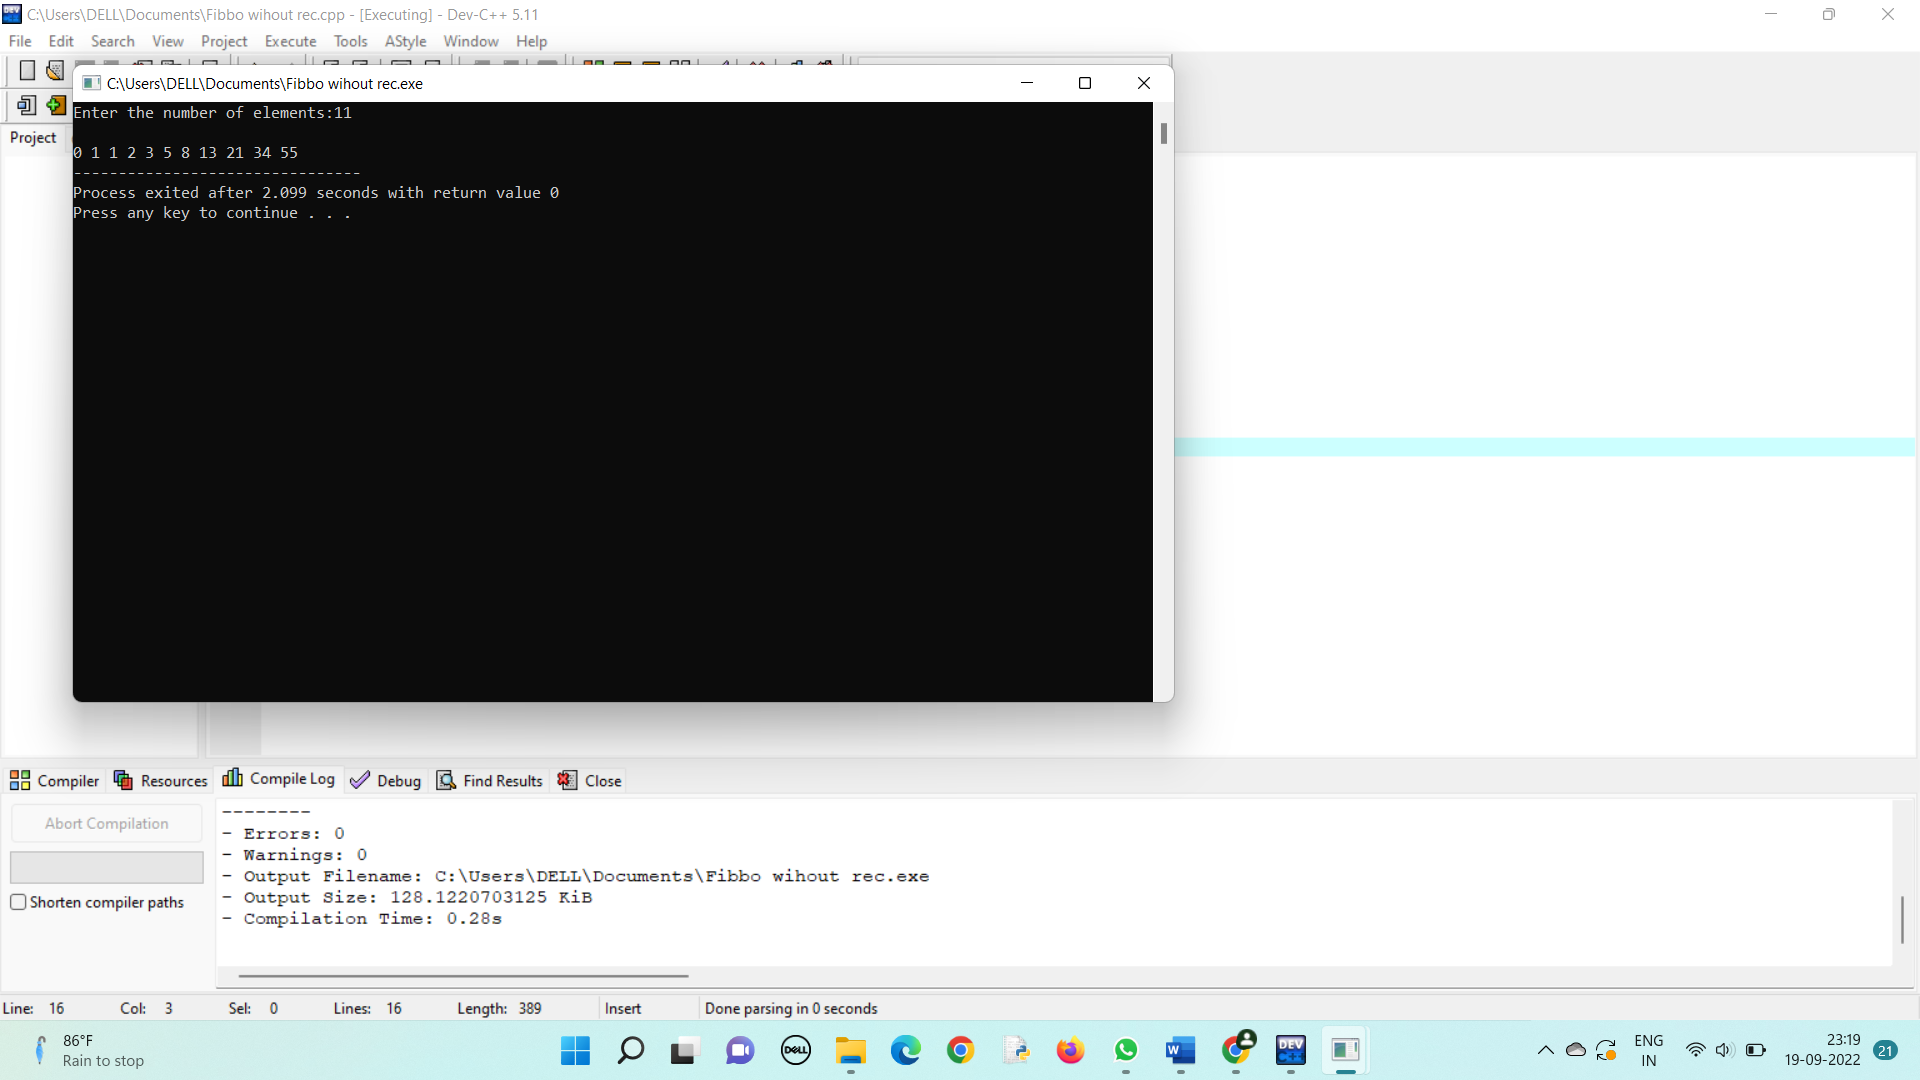 C:\Users\DELL\Documents\Fibbo wihout rec.cpp - [Executing] - Dev-C++ 5.11
File Edit Search View Project Execute Tools AStyle Window Help
C:\Users\DELL\Documents\Fibbo wihout rec.exe
Enter the number of elements:11
Project
0 1 1 2 3 5 8 13 21 34 55
--------------------------------
Process exited after 2.099 seconds with return value 0
Press any key to continue . . .
Compiler Resources Compile Log Debug Find Results Close
Abort Compilation
Shorten compiler paths
--------
- Errors: 0
- Warnings: 0
- Output Filename: C:\Users\DELL\Documents\Fibbo wihout rec.exe
- Output Size: 128.1220703125 KiB
- Compilation Time: 0.28s
Line: 16 Col: 3 Sel: 0 Lines: 16 Length: 389 Insert Done parsing in 0 seconds
86°F
Rain to stop
DELL
W
DEV
C++
ENG
IN
23:19
19-09-2022
21